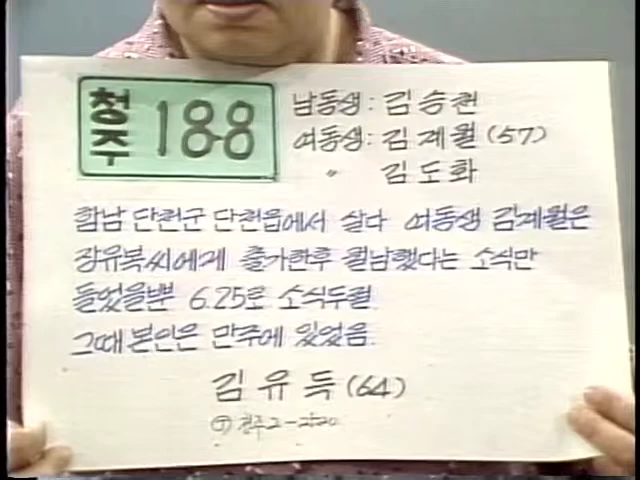 청주 188
남동생: 김승천
여동생: 김계월 (57)
〃 김도화
함남 단천군 단천읍에서 살다 여동생 김계월은
장유복씨에게 출가한후 월남했다는 소식만
들었을뿐 6.25로 소식두절.
그때 본인은 만주에 있었음.
김유득 (64)
청주 2-